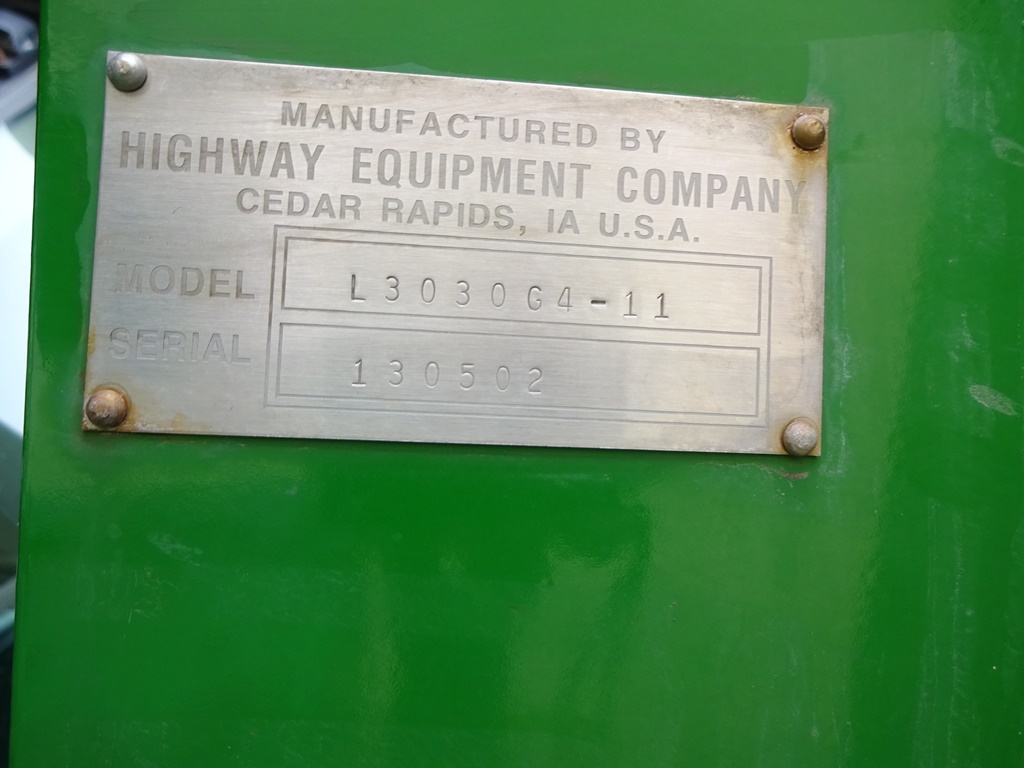 MANUFACTURED BY
HIGHWAY EQUIPMENT COMPANY
CEDAR RAPIDS, IA U.S.A.
MODEL L3030G4-11
SERIAL 130502